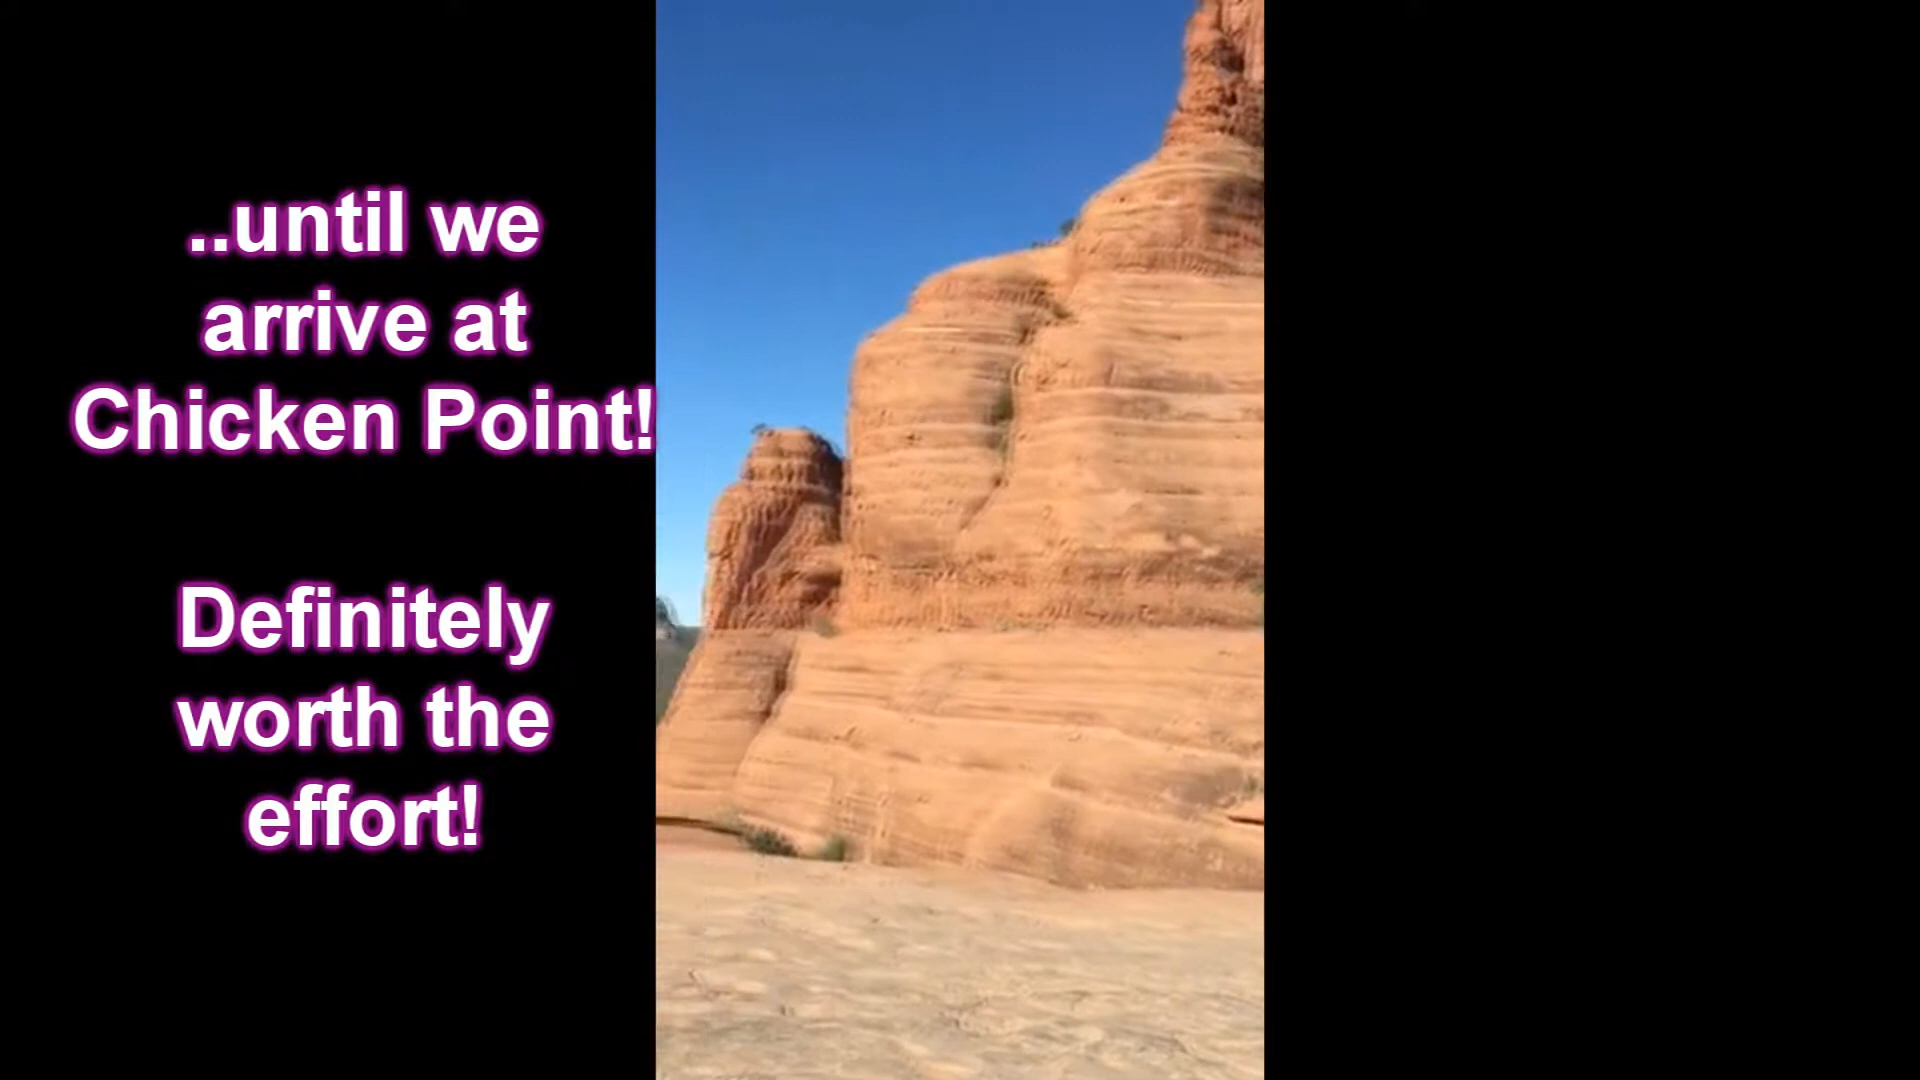 ..until we
arrive at
Chicken Point!
Definitely
worth the
effort!